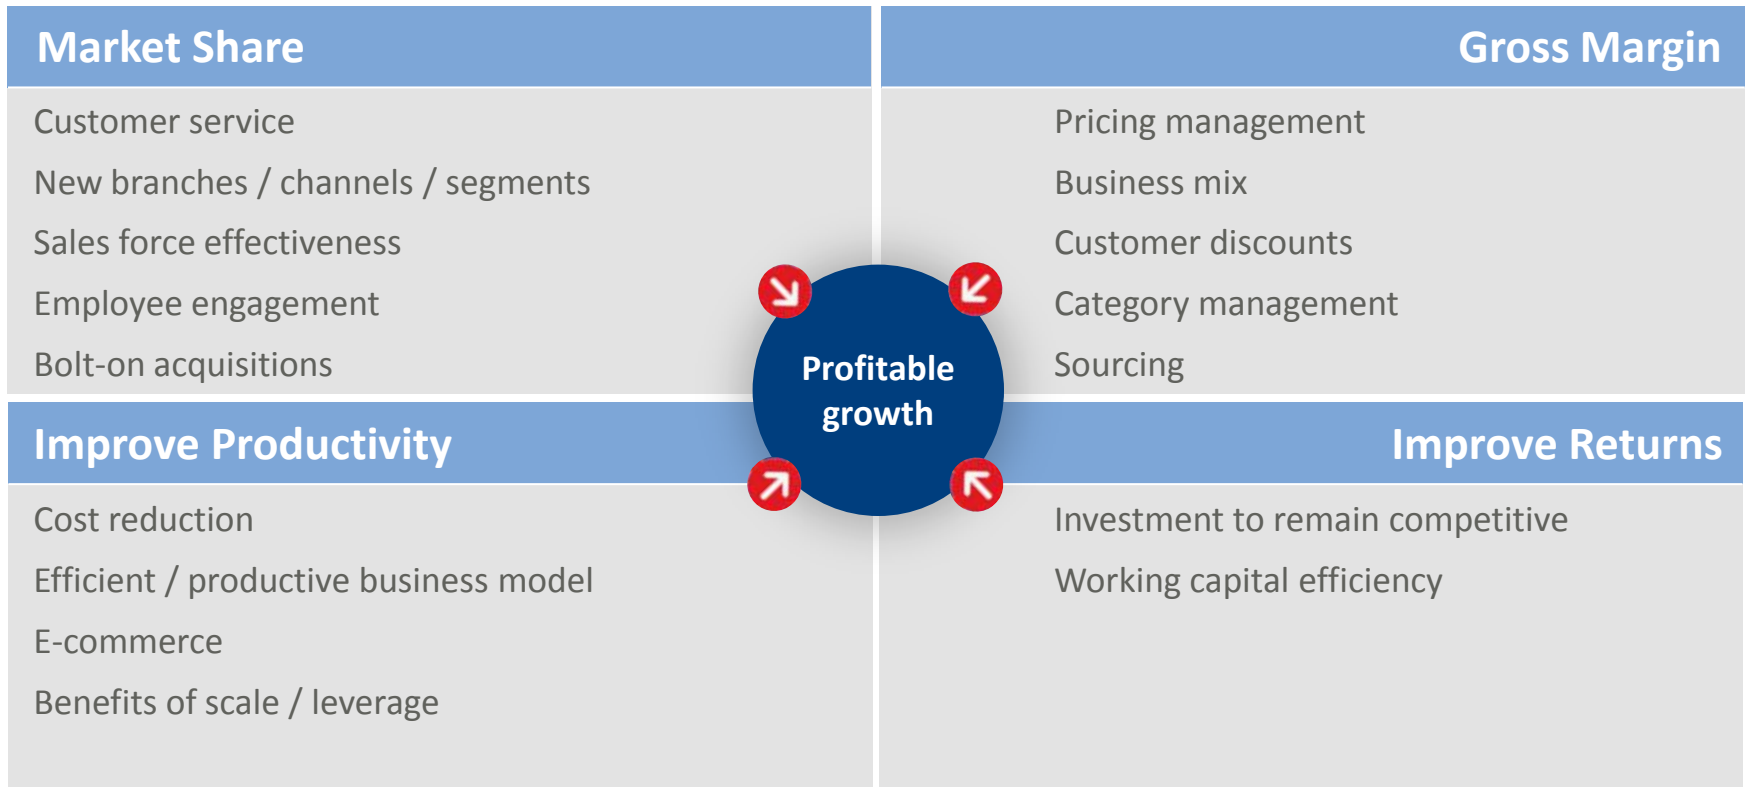 Market Share
Customer service
New branches / channels / segments
Sales force effectiveness
Employee engagement
Bolt-on acquisitions
Gross Margin
Pricing management
Business mix
Customer discounts
Category management
Sourcing
Profitable
growth
Improve Productivity
Cost reduction
Efficient / productive business model
E-commerce
Benefits of scale / leverage
Improve Returns
Investment to remain competitive
Working capital efficiency